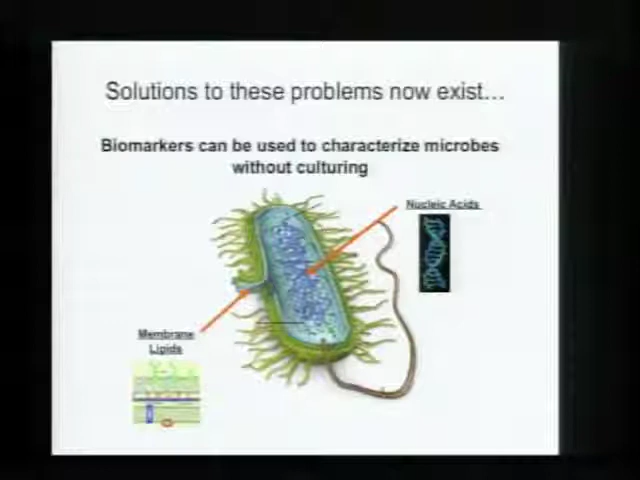 Solutions to these problems now exist…
Biomarkers can be used to characterize microbes
without culturing
Nucleic Acids
Membrane
Lipids